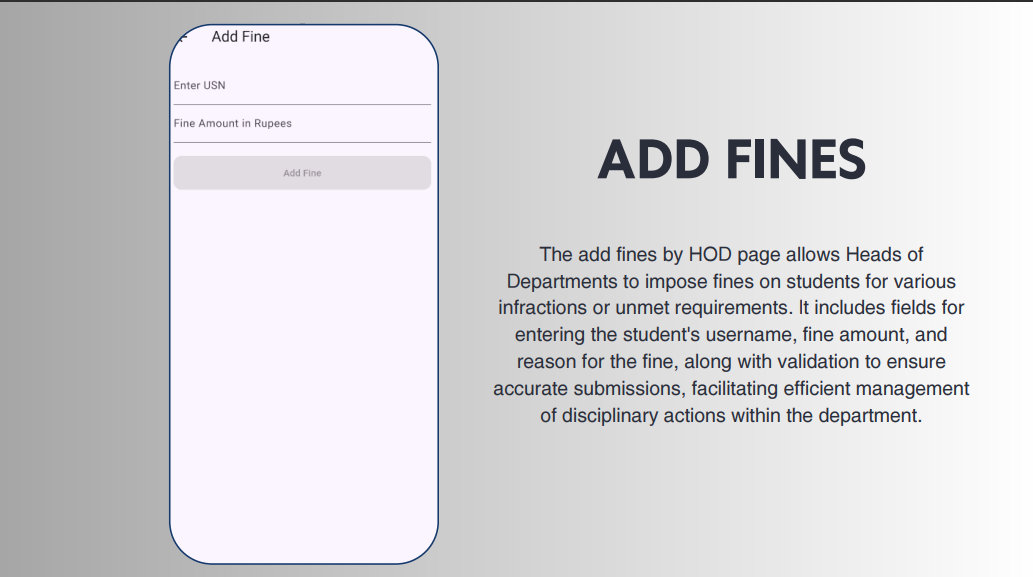 Add Fine
Enter USN
Fine Amount in Rupees
Add Fine
ADD FINES
The add fines by HOD page allows Heads of
Departments to impose fines on students for various
infractions or unmet requirements. It includes fields for
entering the student's username, fine amount, and
reason for the fine, along with validation to ensure
accurate submissions, facilitating efficient management
of disciplinary actions within the department.